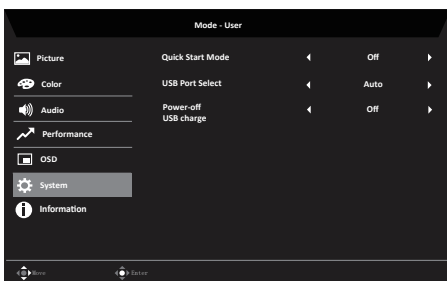 Mode - User
Picture
Color
Audio
Performance
OSD
System
Information
Quick Start Mode Off
USB Port Select Auto
Power-off Off
USB charge
Move Enter